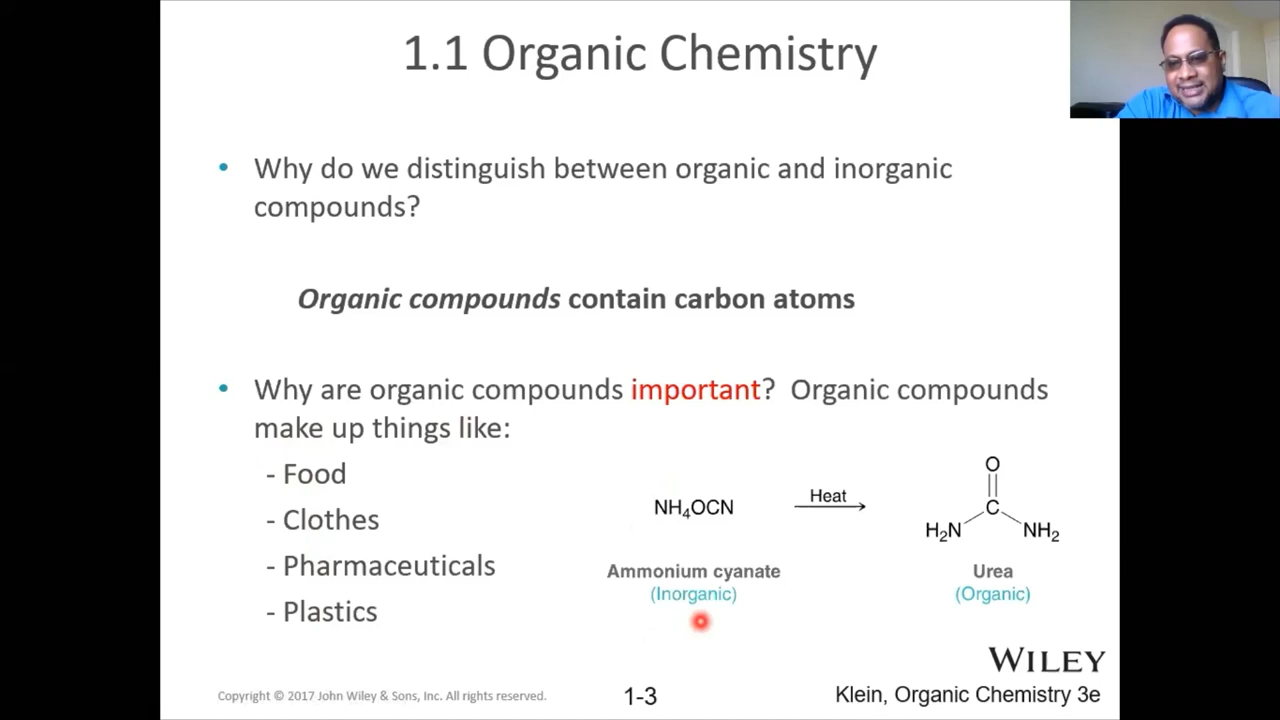 1.1 Organic Chemistry
• Why do we distinguish between organic and inorganic
compounds?
Organic compounds contain carbon atoms
• Why are organic compounds important? Organic compounds
make up things like:
- Food
- Clothes
- Pharmaceuticals
- Plastics
NH₄OCN
Heat
O
C
H₂N
NH₂
Ammonium cyanate
(Inorganic)
Urea
(Organic)
WILEY
Copyright © 2017 John Wiley & Sons, Inc. All rights reserved.
1-3
Klein, Organic Chemistry 3e